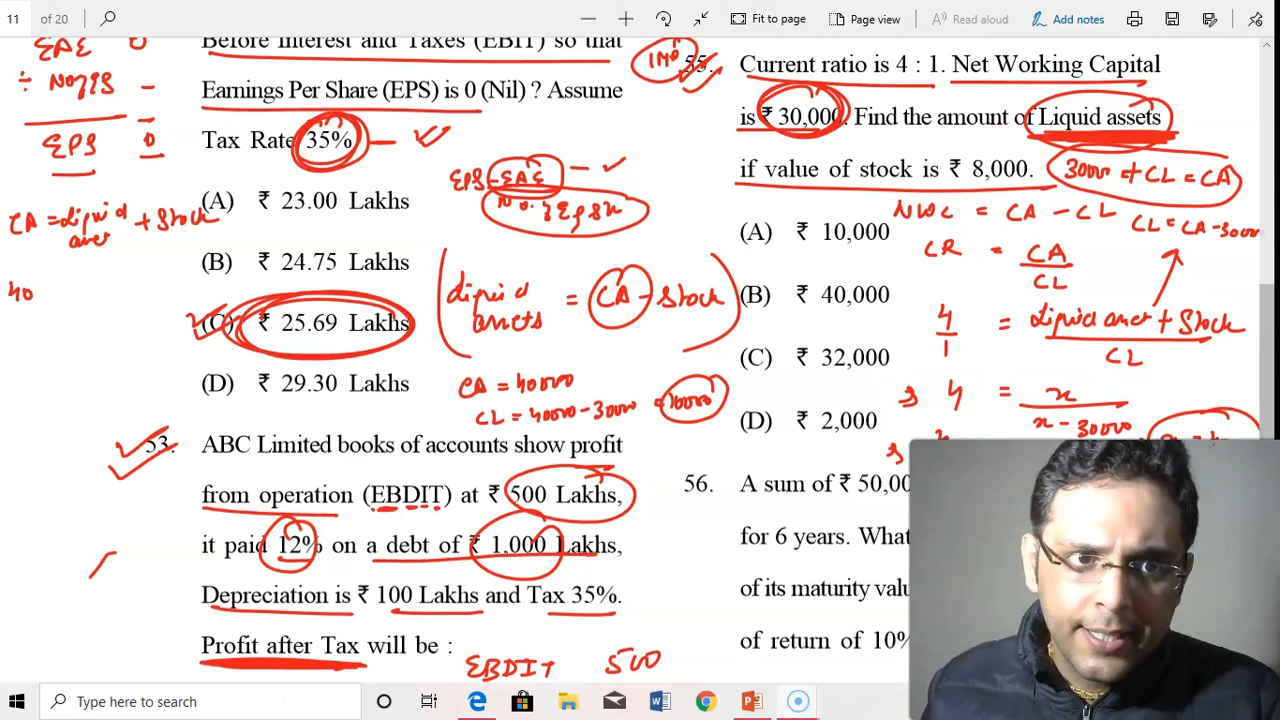 11 of 20
Fit to page
Page view
Read aloud
Add notes
EAE 0
÷ NOGPS -
EPS 0
Before Interest and Taxes (EBIT) so that
Earnings Per Share (EPS) is 0 (Nil) ? Assume
Tax Rate 35%
(A) ₹ 23.00 Lakhs
(B) ₹ 24.75 Lakhs
(C) ₹ 25.69 Lakhs
(D) ₹ 29.30 Lakhs
CA = Liquid asset + Stock
40
EPS - EAE
Liquid assets = CA - Stock
CA = 40000
CL = 40000 - 30000 = 10000
53. ABC Limited books of accounts show profit
from operation (EBDIT) at ₹ 500 Lakhs,
it paid 12% on a debt of ₹ 1,000 Lakhs,
Depreciation is ₹ 100 Lakhs and Tax 35%.
Profit after Tax will be :
EBDIT 500
55. Current ratio is 4 : 1. Net Working Capital
is ₹ 30,000. Find the amount of Liquid assets
if value of stock is ₹ 8,000.
(A) ₹ 10,000
(B) ₹ 40,000
(C) ₹ 32,000
(D) ₹ 2,000
30000 + CL = CA
NWC = CA - CL
CL = CA - 30000
CR = CA
CL
4 = Liquid asset + Stock
1 CL
4 = x
x - 30000
56. A sum of ₹ 50,00
for 6 years. What
of its maturity valu
of return of 10%
Type here to search